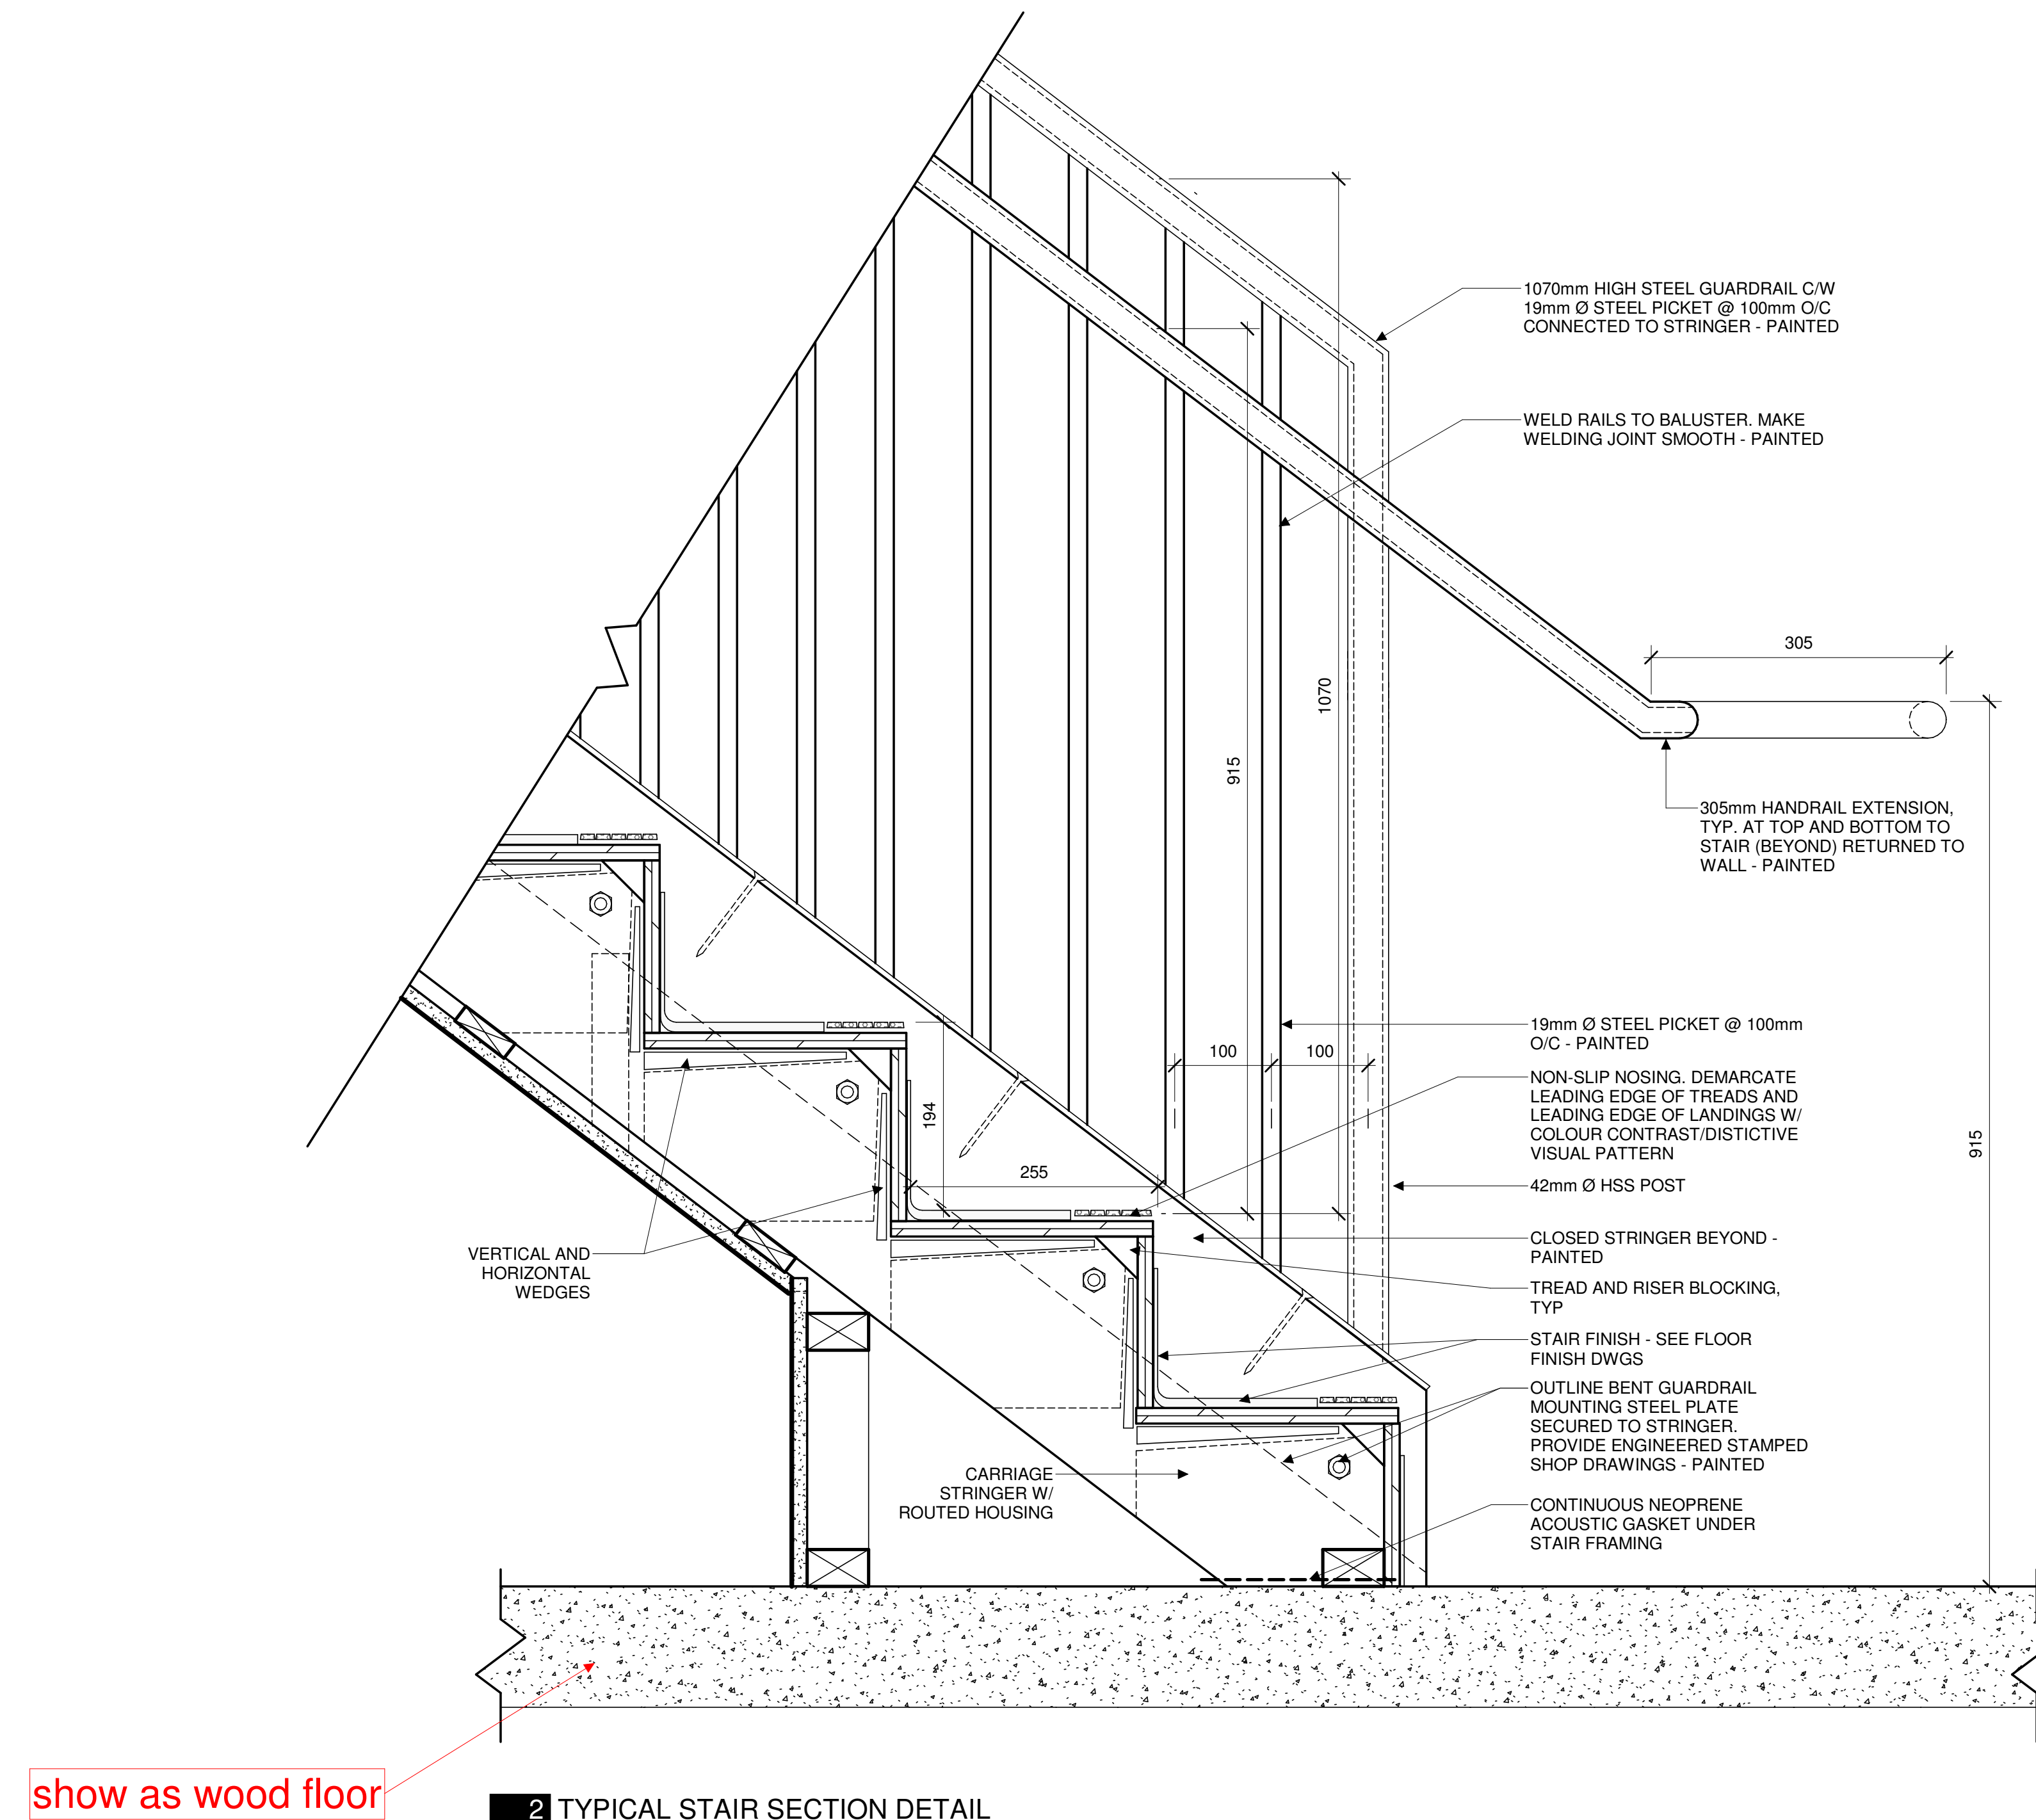 1070mm HIGH STEEL GUARDRAIL C/W
19mm Ø STEEL PICKET @ 100mm O/C
CONNECTED TO STRINGER - PAINTED
WELD RAILS TO BALUSTER. MAKE
WELDING JOINT SMOOTH - PAINTED
305
1070
915
305mm HANDRAIL EXTENSION,
TYP. AT TOP AND BOTTOM TO
STAIR (BEYOND) RETURNED TO
WALL - PAINTED
19mm Ø STEEL PICKET @ 100mm
O/C - PAINTED
100
100
NON-SLIP NOSING. DEMARCATE
LEADING EDGE OF TREADS AND
LEADING EDGE OF LANDINGS W/
COLOUR CONTRAST/DISTICTIVE
VISUAL PATTERN
194
915
255
42mm Ø HSS POST
CLOSED STRINGER BEYOND -
PAINTED
VERTICAL AND
HORIZONTAL
WEDGES
TREAD AND RISER BLOCKING,
TYP
STAIR FINISH - SEE FLOOR
FINISH DWGS
OUTLINE BENT GUARDRAIL
MOUNTING STEEL PLATE
SECURED TO STRINGER.
PROVIDE ENGINEERED STAMPED
SHOP DRAWINGS - PAINTED
CARRIAGE
STRINGER W/
ROUTED HOUSING
CONTINUOUS NEOPRENE
ACOUSTIC GASKET UNDER
STAIR FRAMING
show as wood floor
2 TYPICAL STAIR SECTION DETAIL